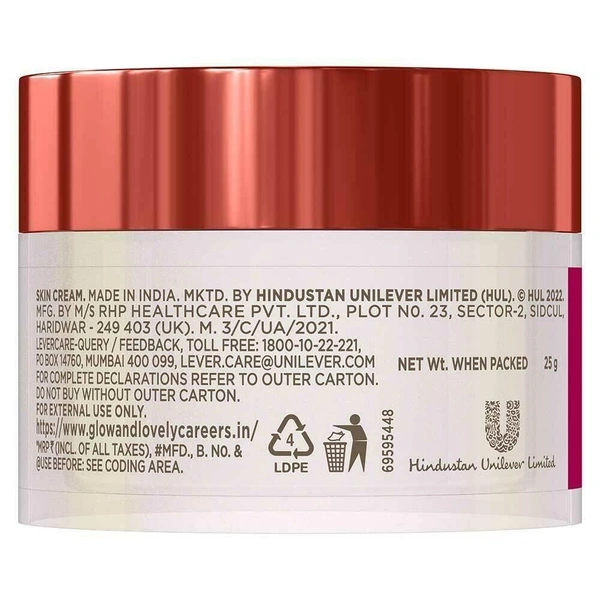 SKIN CREAM. MADE IN INDIA. MKTD. BY HINDUSTAN UNILEVER LIMITED (HUL). © HUL 2022.
MFG. BY M/S RHP HEALTHCARE PVT. LTD., PLOT NO. 23, SECTOR-2, SIDCUL,
HARIDWAR - 249 403 (UK). M. 3/C/UA/2021.
LEVERCARE-QUERY / FEEDBACK, TOLL FREE: 1800-10-22-221,
PO BOX 14760, MUMBAI 400 099, LEVER.CARE@UNILEVER.COM
FOR COMPLETE DECLARATIONS REFER TO OUTER CARTON.
DO NOT BUY WITHOUT OUTER CARTON.
FOR EXTERNAL USE ONLY.
https://www.glowandlovelycareers.in/
*MRP ₹ (INCL. OF ALL TAXES), #MFD., B. NO. &
@USE BEFORE: SEE CODING AREA.
4
LDPE
69595448
NET Wt. WHEN PACKED 25 g
Hindustan Unilever Limited